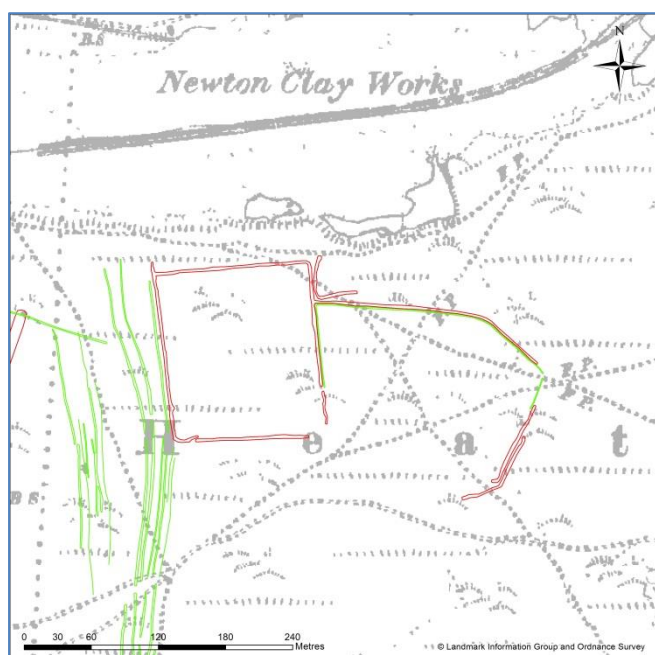 B S
N
Newton Clay Works
F. P.
F. P.
H e a t
B S
0 30 60 120 180 240
Metres
© Landmark Information Group and Ordnance Survey